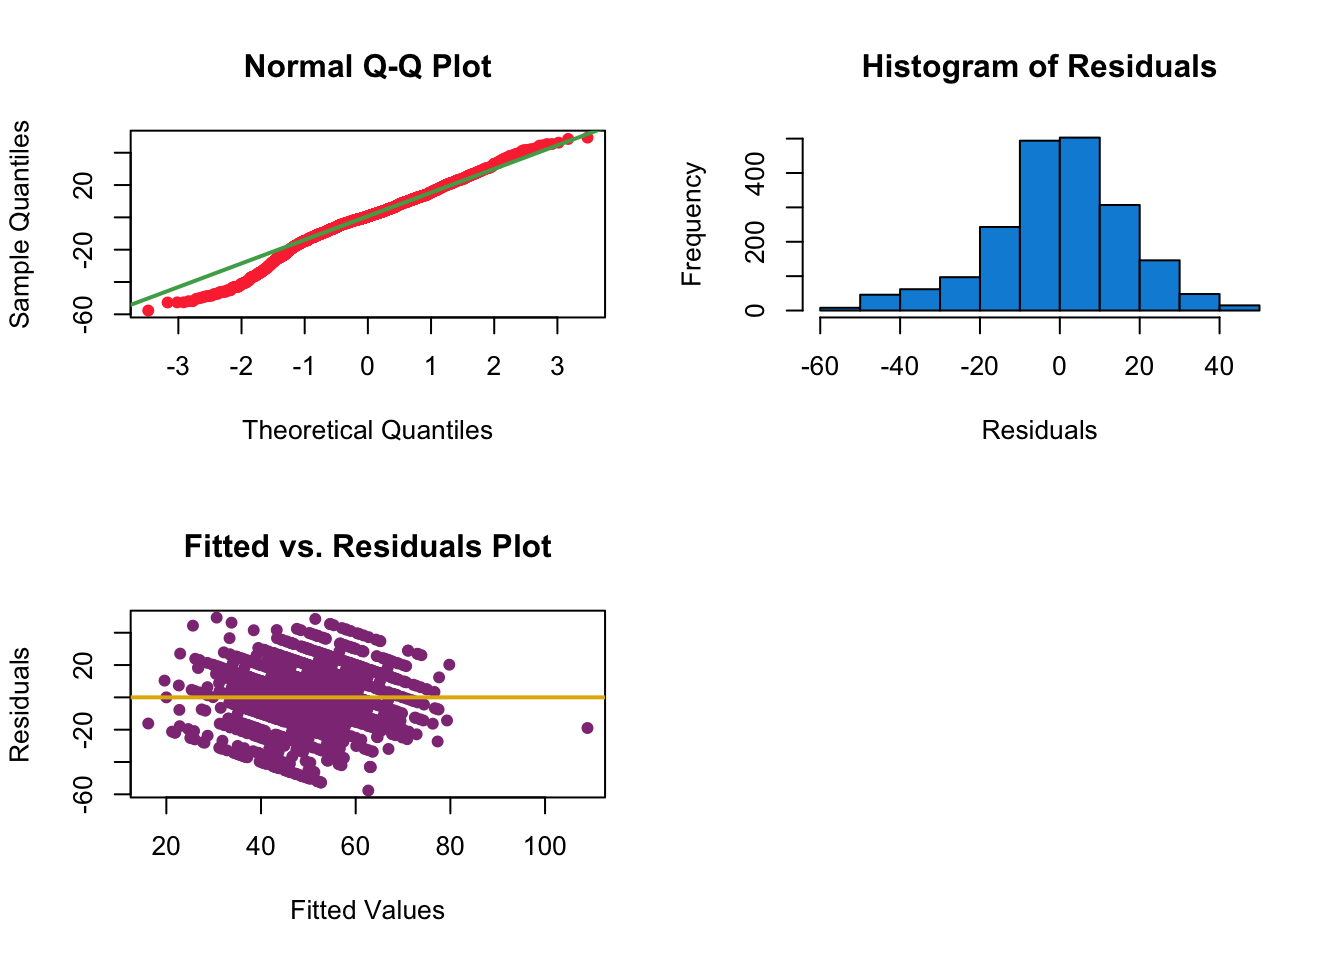 Normal Q-Q Plot
Sample Quantiles
20
-20
-60
-3 -2 -1 0 1 2 3
Theoretical Quantiles
Histogram of Residuals
Frequency
400
200
0
-60 -40 -20 0 20 40
Residuals
Fitted vs. Residuals Plot
Residuals
20
-20
-60
20 40 60 80 100
Fitted Values